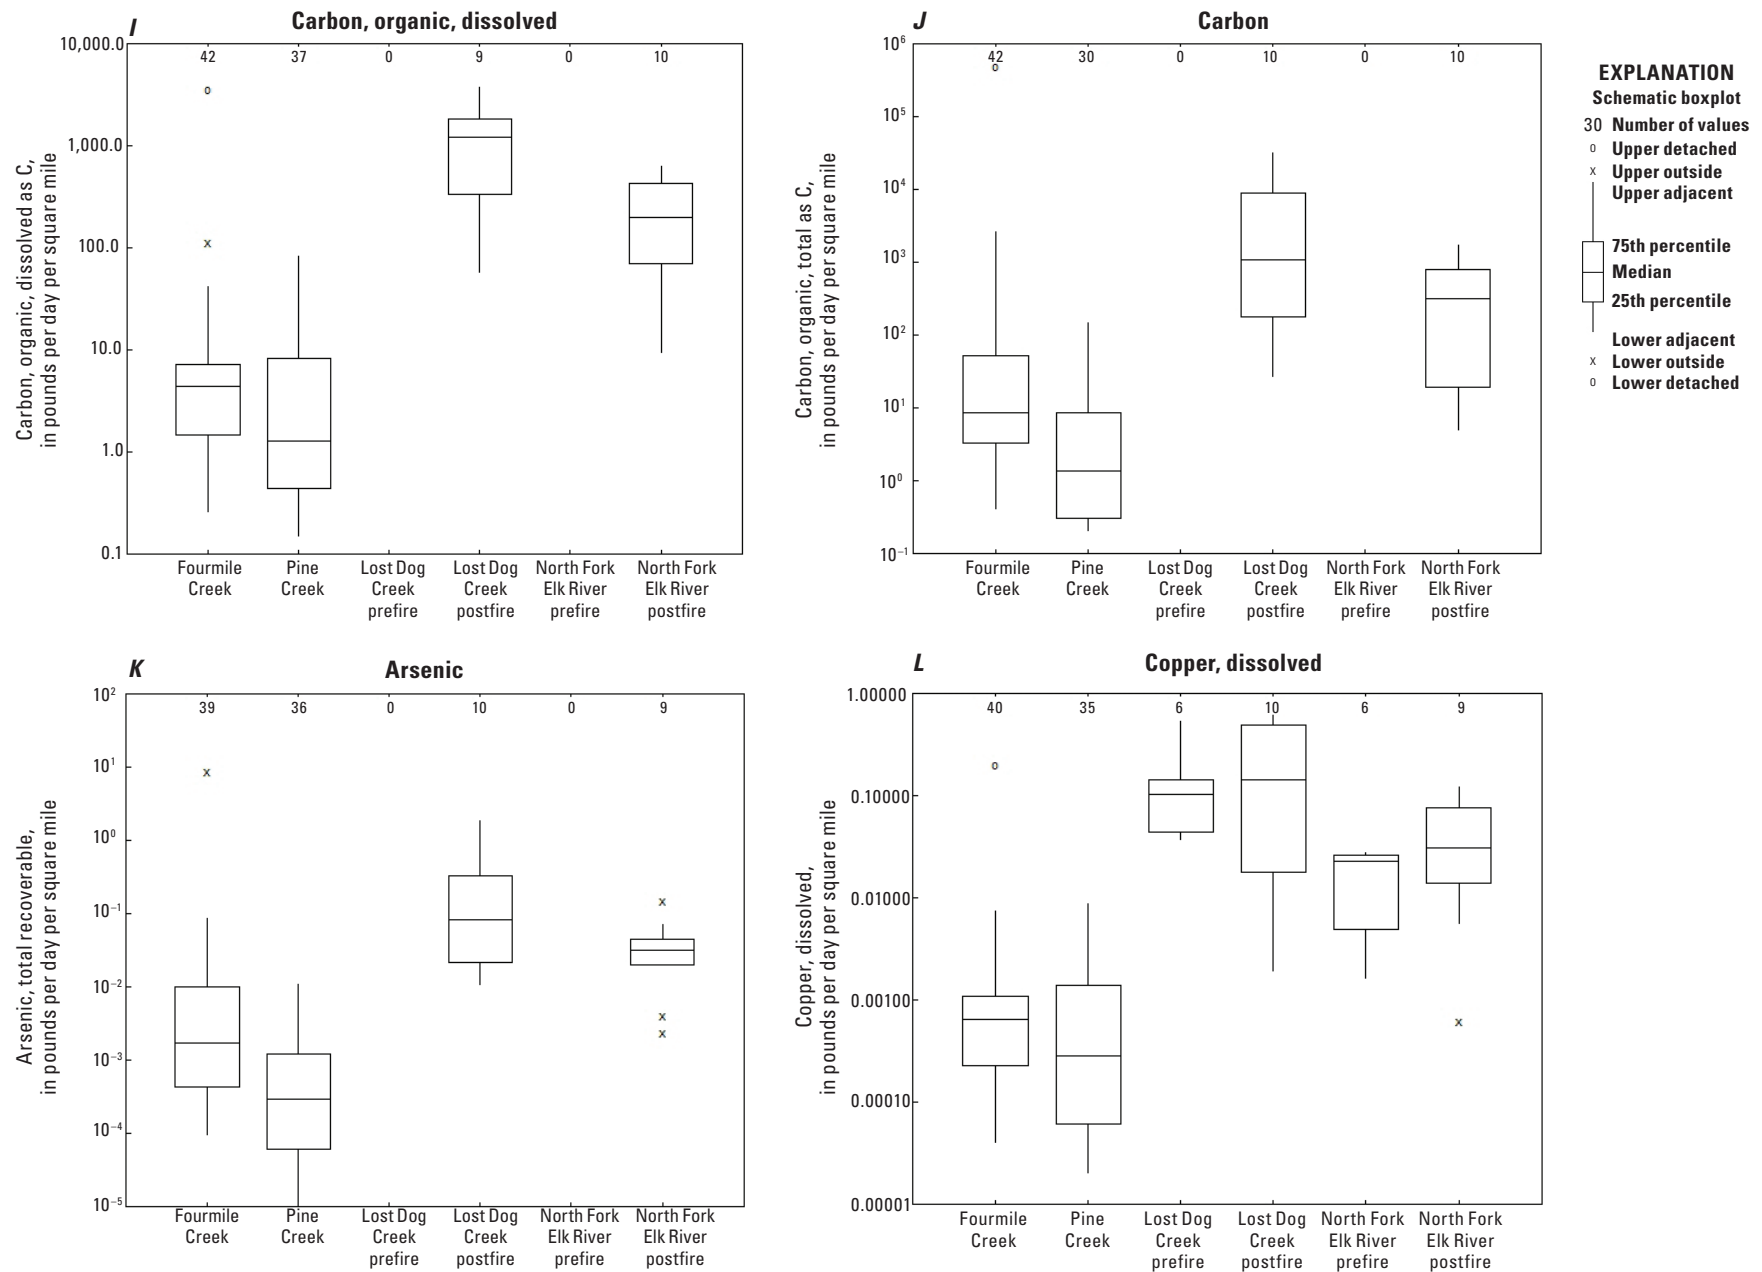 I Carbon, organic, dissolved
10,000.0
1,000.0
100.0
10.0
1.0
0.1
Carbon, organic, dissolved as C,
in pounds per day per square mile
42 37 0 9 0 10
o
x
Fourmile Creek
Pine Creek
Lost Dog Creek prefire
Lost Dog Creek postfire
North Fork Elk River prefire
North Fork Elk River postfire
J Carbon
10⁶
10⁵
10⁴
10³
10²
10¹
10⁰
10⁻¹
Carbon, organic, total as C,
in pounds per day per square mile
42 30 0 10 0 10
o
Fourmile Creek
Pine Creek
Lost Dog Creek prefire
Lost Dog Creek postfire
North Fork Elk River prefire
North Fork Elk River postfire
EXPLANATION
Schematic boxplot
30 Number of values
o Upper detached
x Upper outside
Upper adjacent
75th percentile
Median
25th percentile
Lower adjacent
x Lower outside
o Lower detached
K Arsenic
10²
10¹
10⁰
10⁻¹
10⁻²
10⁻³
10⁻⁴
10⁻⁵
Arsenic, total recoverable,
in pounds per day per square mile
39 36 0 10 0 9
x
x
x
x
Fourmile Creek
Pine Creek
Lost Dog Creek prefire
Lost Dog Creek postfire
North Fork Elk River prefire
North Fork Elk River postfire
L Copper, dissolved
1.00000
0.10000
0.01000
0.00100
0.00010
0.00001
Copper, dissolved,
in pounds per day per square mile
40 35 6 10 6 9
o
x
Fourmile Creek
Pine Creek
Lost Dog Creek prefire
Lost Dog Creek postfire
North Fork Elk River prefire
North Fork Elk River postfire